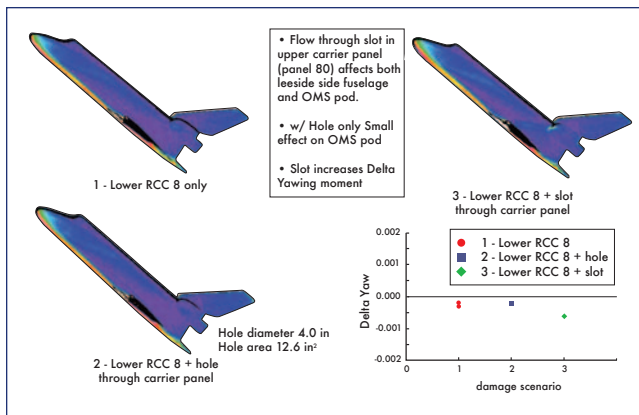 1 - Lower RCC 8 only
• Flow through slot in
upper carrier panel
(panel 80) affects both
leeside side fuselage
and OMS pod.
• w/ Hole only Small
effect on OMS pod
• Slot increases Delta
Yawing moment
3 - Lower RCC 8 + slot
through carrier panel
Hole diameter 4.0 in
Hole area 12.6 in²
2 - Lower RCC 8 + hole
through carrier panel
1 - Lower RCC 8
2 - Lower RCC 8 + hole
3 - Lower RCC 8 + slot
0.002
0.001
0.000
-0.001
-0.002
Delta Yaw
1 2 3
damage scenario